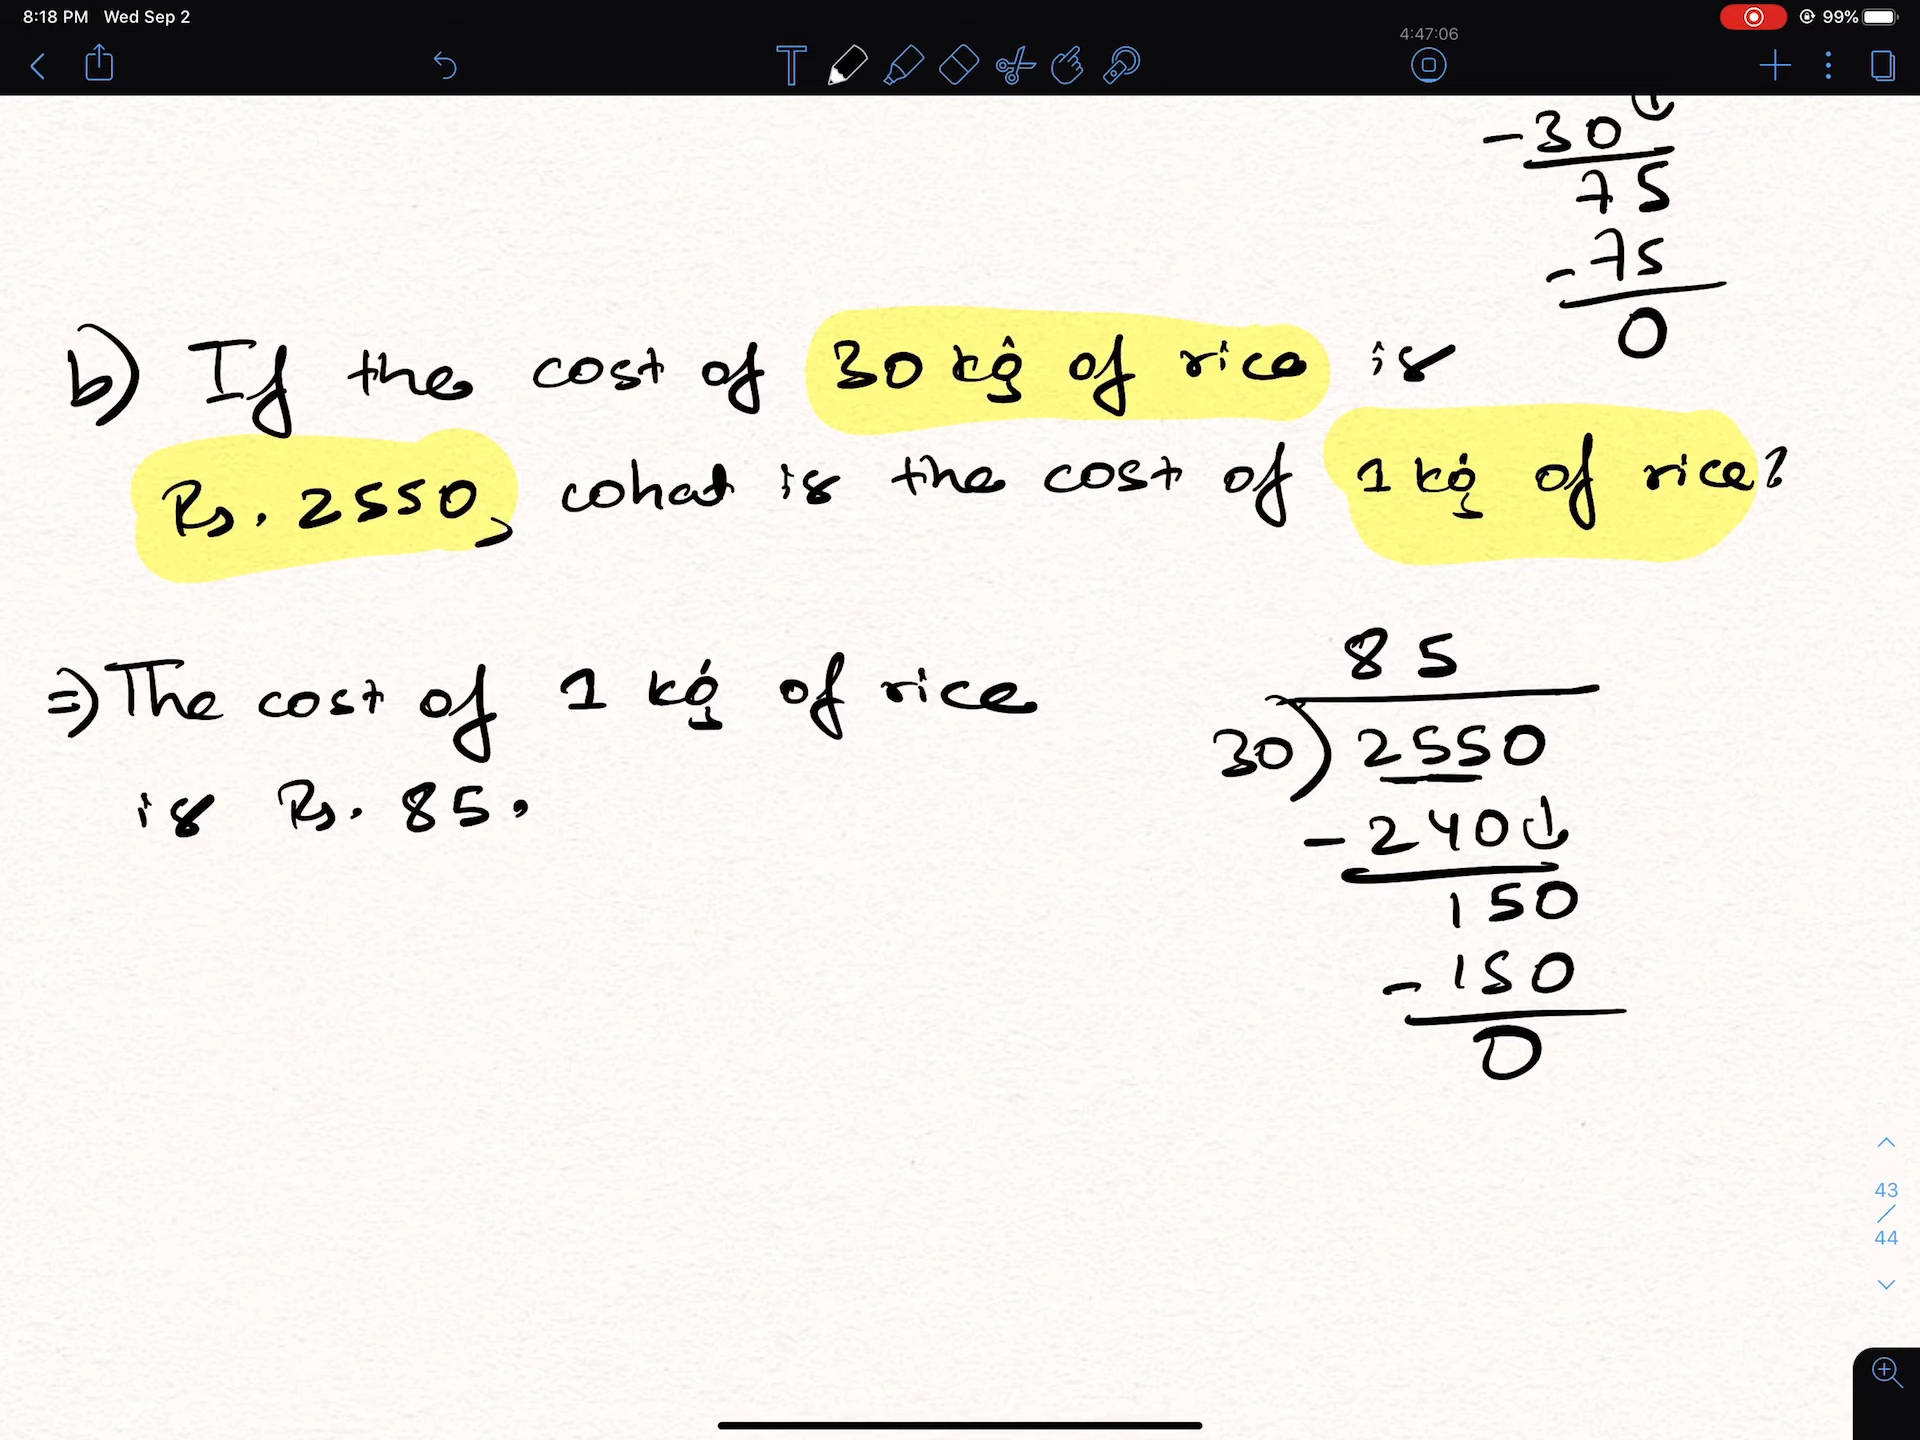 8:18 PM Wed Sep 2
99%
4:47:06
T
- 30
75
- 75
0
b) If the cost of 30 kg of rice is
Rs. 2550, what is the cost of 1 kg of rice?
⇒ The cost of 1 kg of rice
is Rs. 85.
85
30) 2550
- 240↓
150
- 150
0
43
/
44